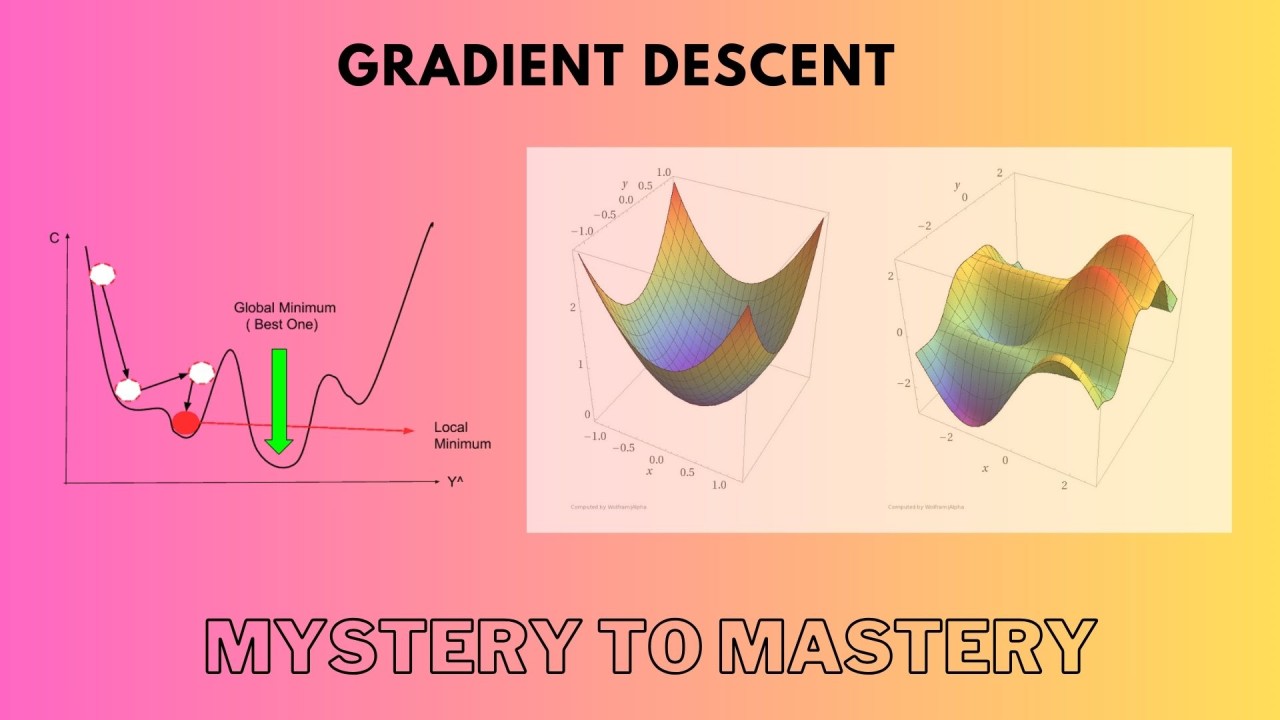 GRADIENT DESCENT
C
Global Minimum
( Best One)
Local
Minimum
Y^
y
1.0
0.5
0.0
−0.5
−1.0
2
1
0
−1.0
−0.5
0.0
0.5
1.0
x
Computed by Wolfram|Alpha
y
2
0
−2
2
0
−2
−2
0
2
x
Computed by Wolfram|Alpha
MYSTERY TO MASTERY